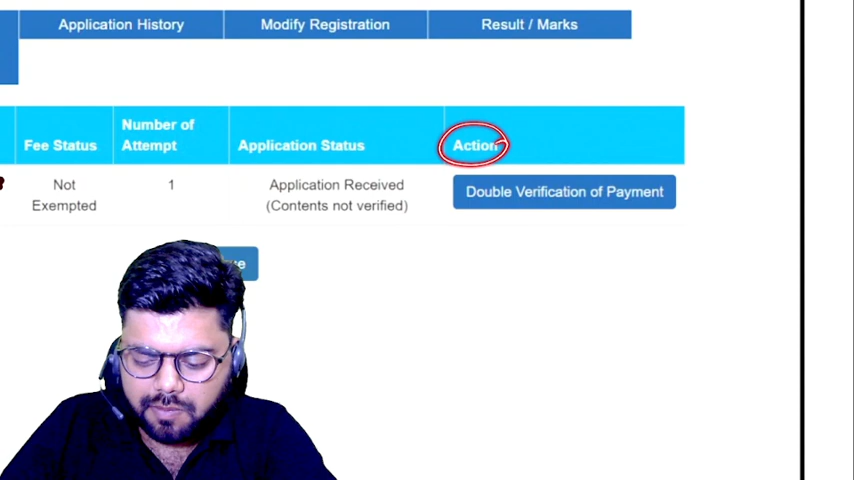 Application History
Modify Registration
Result / Marks
Fee Status
Number of
Attempt
Application Status
Action
Not
Exempted
1
Application Received
(Contents not verified)
Double Verification of Payment